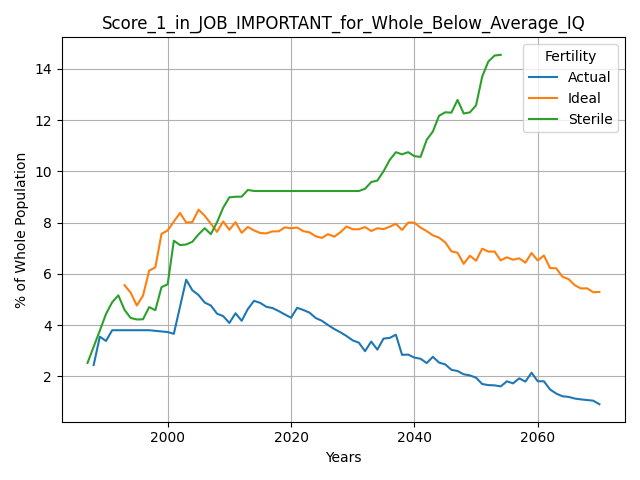 Score_1_in_JOB_IMPORTANT_for_Whole_Below_Average_IQ
Fertility
Actual
Ideal
Sterile
% of Whole Population
14
12
10
8
6
4
2
2000
2020
2040
2060
Years